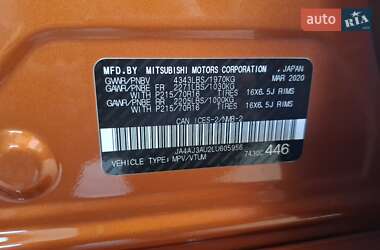 AUTO RIA
MFD.BY MITSUBISHI MOTORS CORPORATION ,JAPAN
GVWR/PNBV 4343LBS/1970KG MAR 2020
GAWR/PNBE FR 2271LBS/1030KG
WITH P215/70R16 TIRES 16X6.5J RIMS
GAWR/PNBE RR 2205LBS/1000KG
WITH P215/70R16 TIRES 16X6.5J RIMS
CAN ICES-2/NMB-2
JA4AJ3AU2LU605956
VEHICLE TYPE: MPV/VTUM 7430C 446